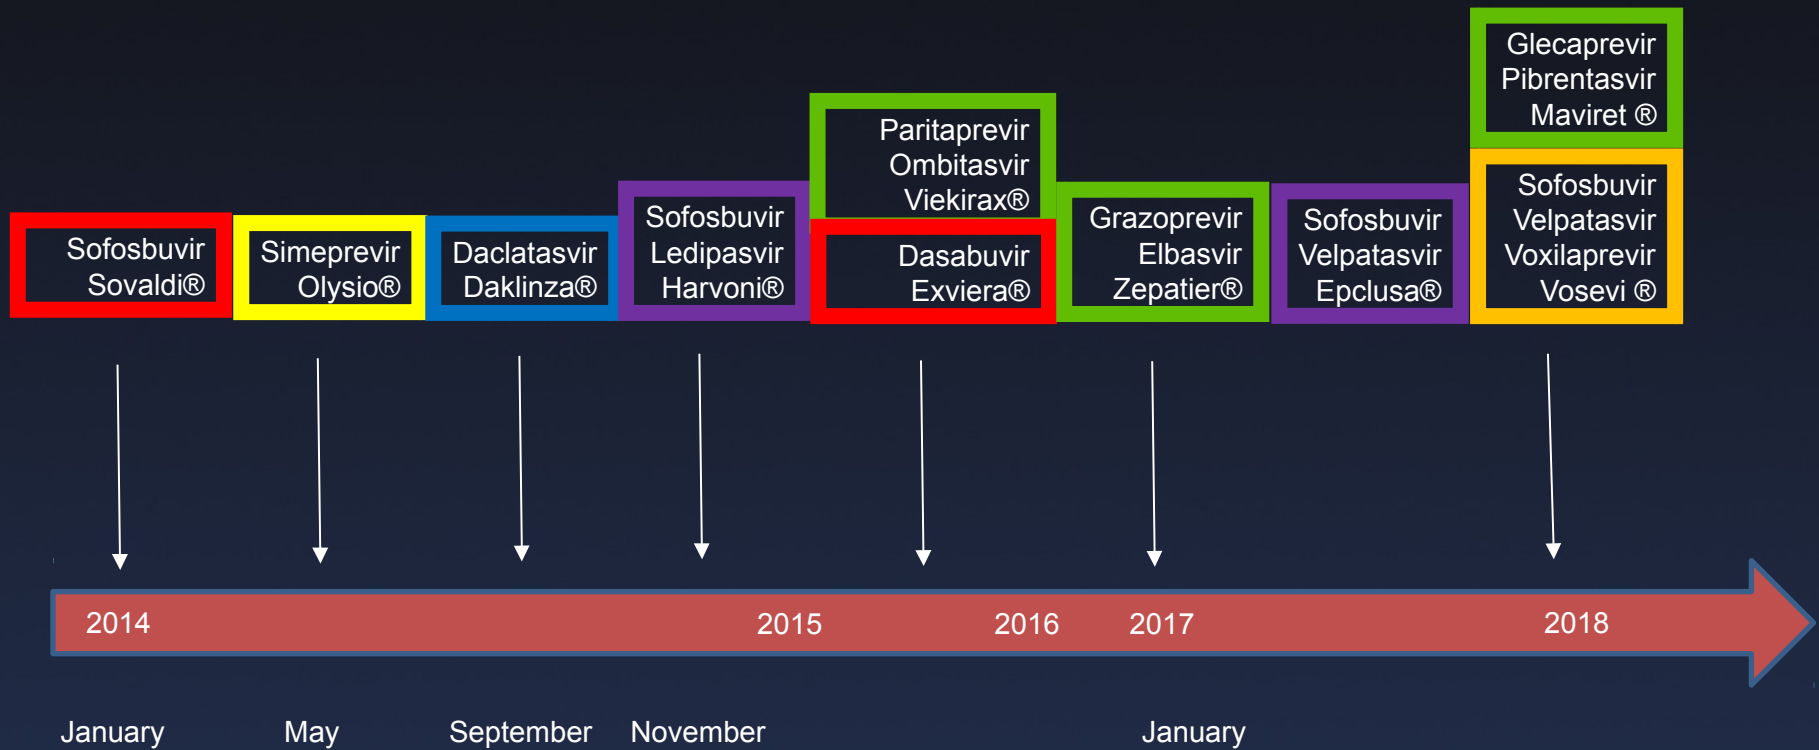 Sofosbuvir
Sovaldi®
Simeprevir
Olysio®
Daclatasvir
Daklinza®
Sofosbuvir
Ledipasvir
Harvoni®
Paritaprevir
Ombitasvir
Viekirax®
Dasabuvir
Exviera®
Grazoprevir
Elbasvir
Zepatier®
Sofosbuvir
Velpatasvir
Epclusa®
Glecaprevir
Pibrentasvir
Maviret ®
Sofosbuvir
Velpatasvir
Voxilaprevir
Vosevi ®
2014
2015
2016
2017
2018
January
May
September
November
January